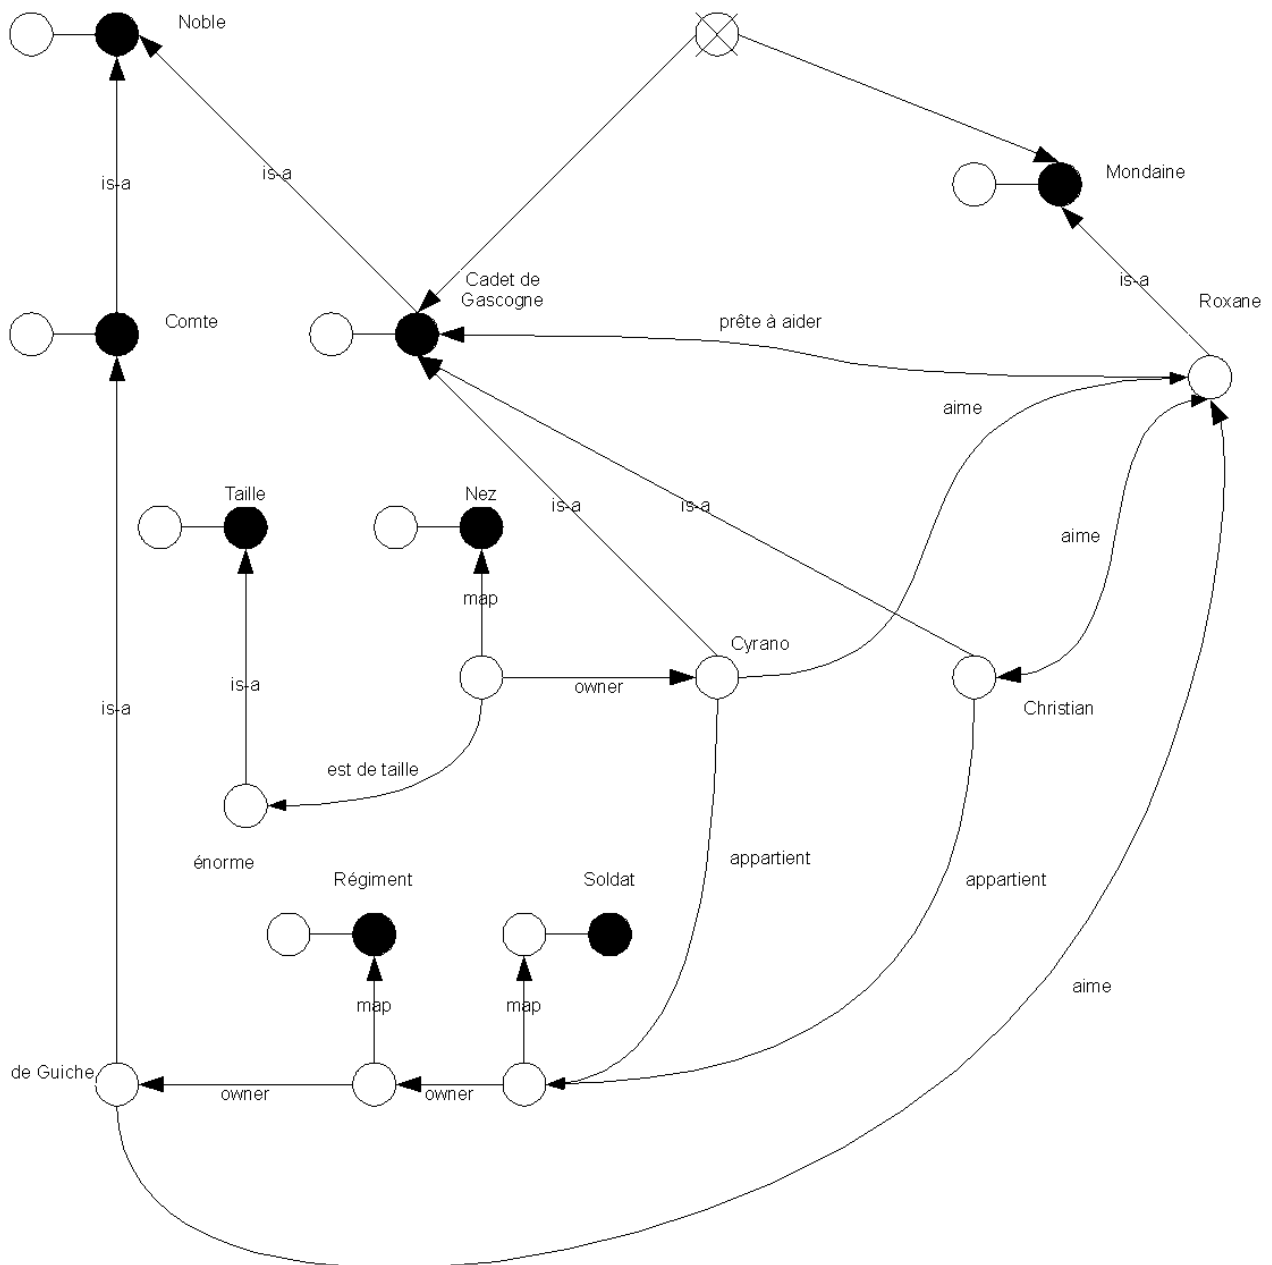 Noble
is-a
is-a
Mondaine
is-a
Cadet de
Gascogne
Roxane
Comte
prête à aider
aime
Taille
Nez
is-a
is-a
aime
map
Cyrano
is-a
owner
is-a
Christian
est de taille
énorme
appartient
Régiment
Soldat
appartient
aime
map
map
de Guiche
owner
owner